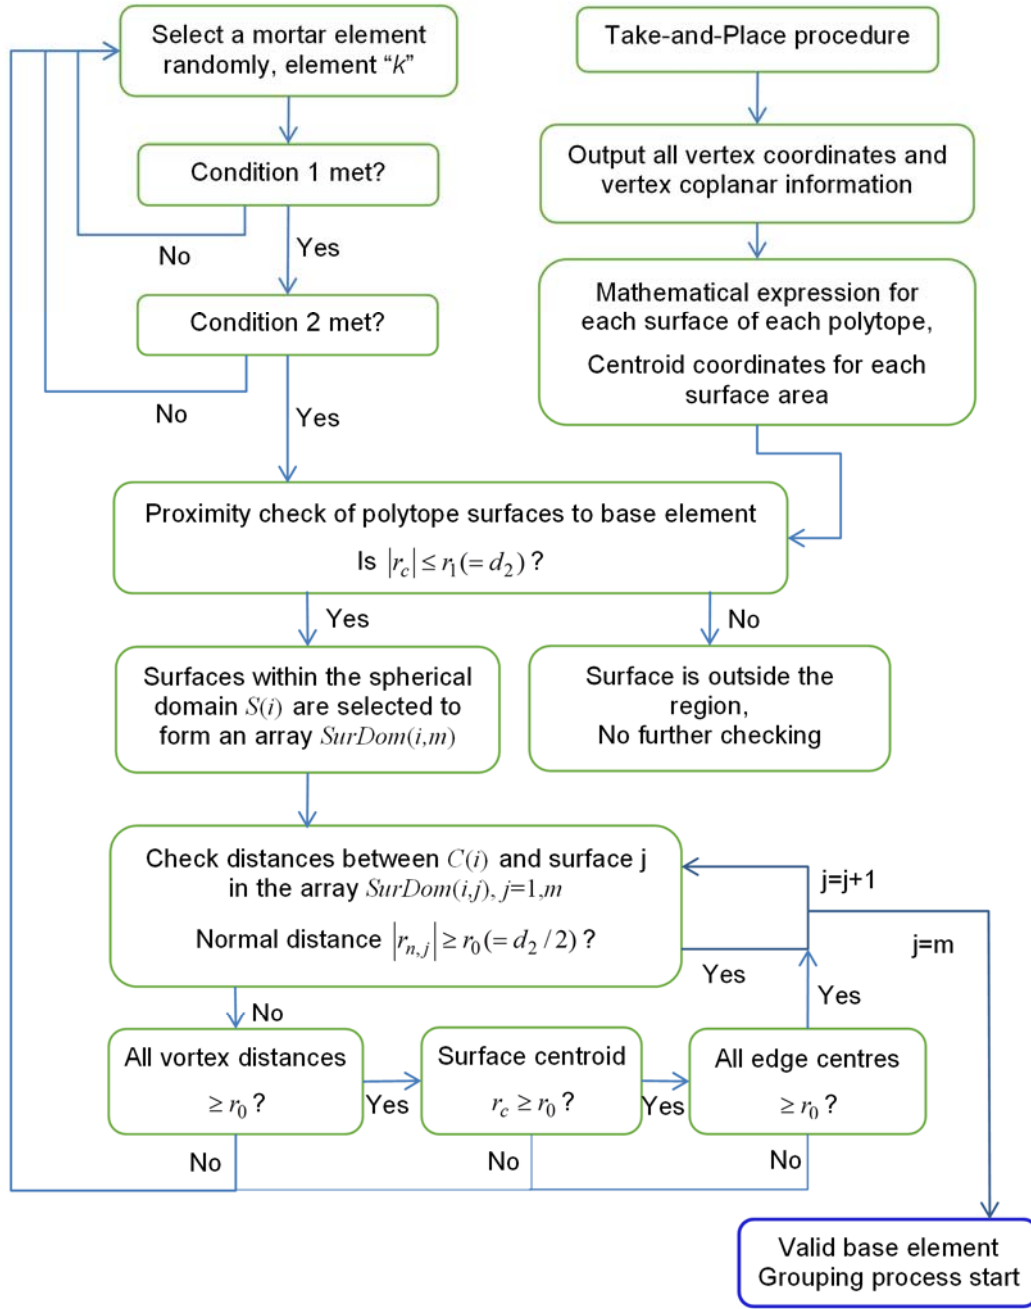 Select a mortar element
randomly, element “k”
Take-and-Place procedure
Condition 1 met?
Output all vertex coordinates and
vertex coplanar information
No
Yes
Mathematical expression for
each surface of each polytope,
Centroid coordinates for each
surface area
Condition 2 met?
No
Yes
Proximity check of polytope surfaces to base element
Is |r_c| ≤ r_1(= d_2) ?
Yes
No
Surfaces within the spherical
domain S(i) are selected to
form an array SurDom(i,m)
Surface is outside the
region,
No further checking
Check distances between C(i) and surface j
in the array SurDom(i,j), j=1,m
Normal distance |r_{n,j}| ≥ r_0(= d_2 / 2) ?
j=j+1
j=m
Yes
No
Yes
All vortex distances
≥ r_0 ?
Yes
Surface centroid
r_c ≥ r_0 ?
Yes
All edge centres
≥ r_0 ?
No
No
No
Valid base element
Grouping process start